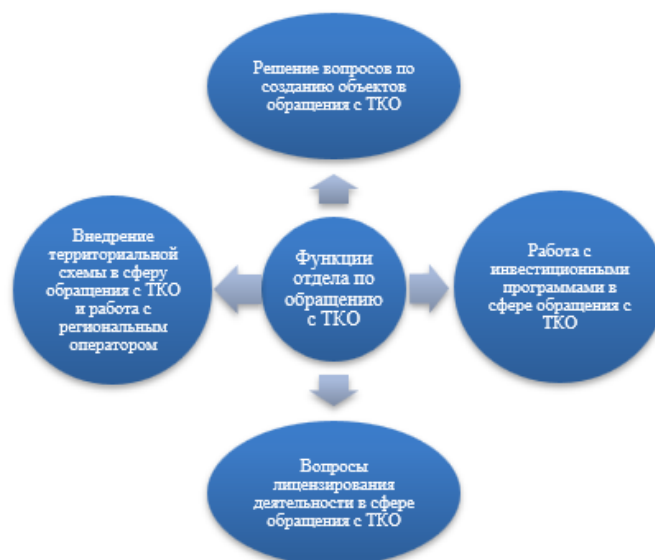 Решение вопросов по
созданию объектов
обращения с ТКО
Внедрение
территориальной
схемы в сферу
обращения с ТКО
и работа с
региональным
оператором
Функции
отдела по
обращению
с ТКО
Работа с
инвестиционными
программами в
сфере обращения с
ТКО
Вопросы
лицензирования
деятельности в сфере
обращения с ТКО